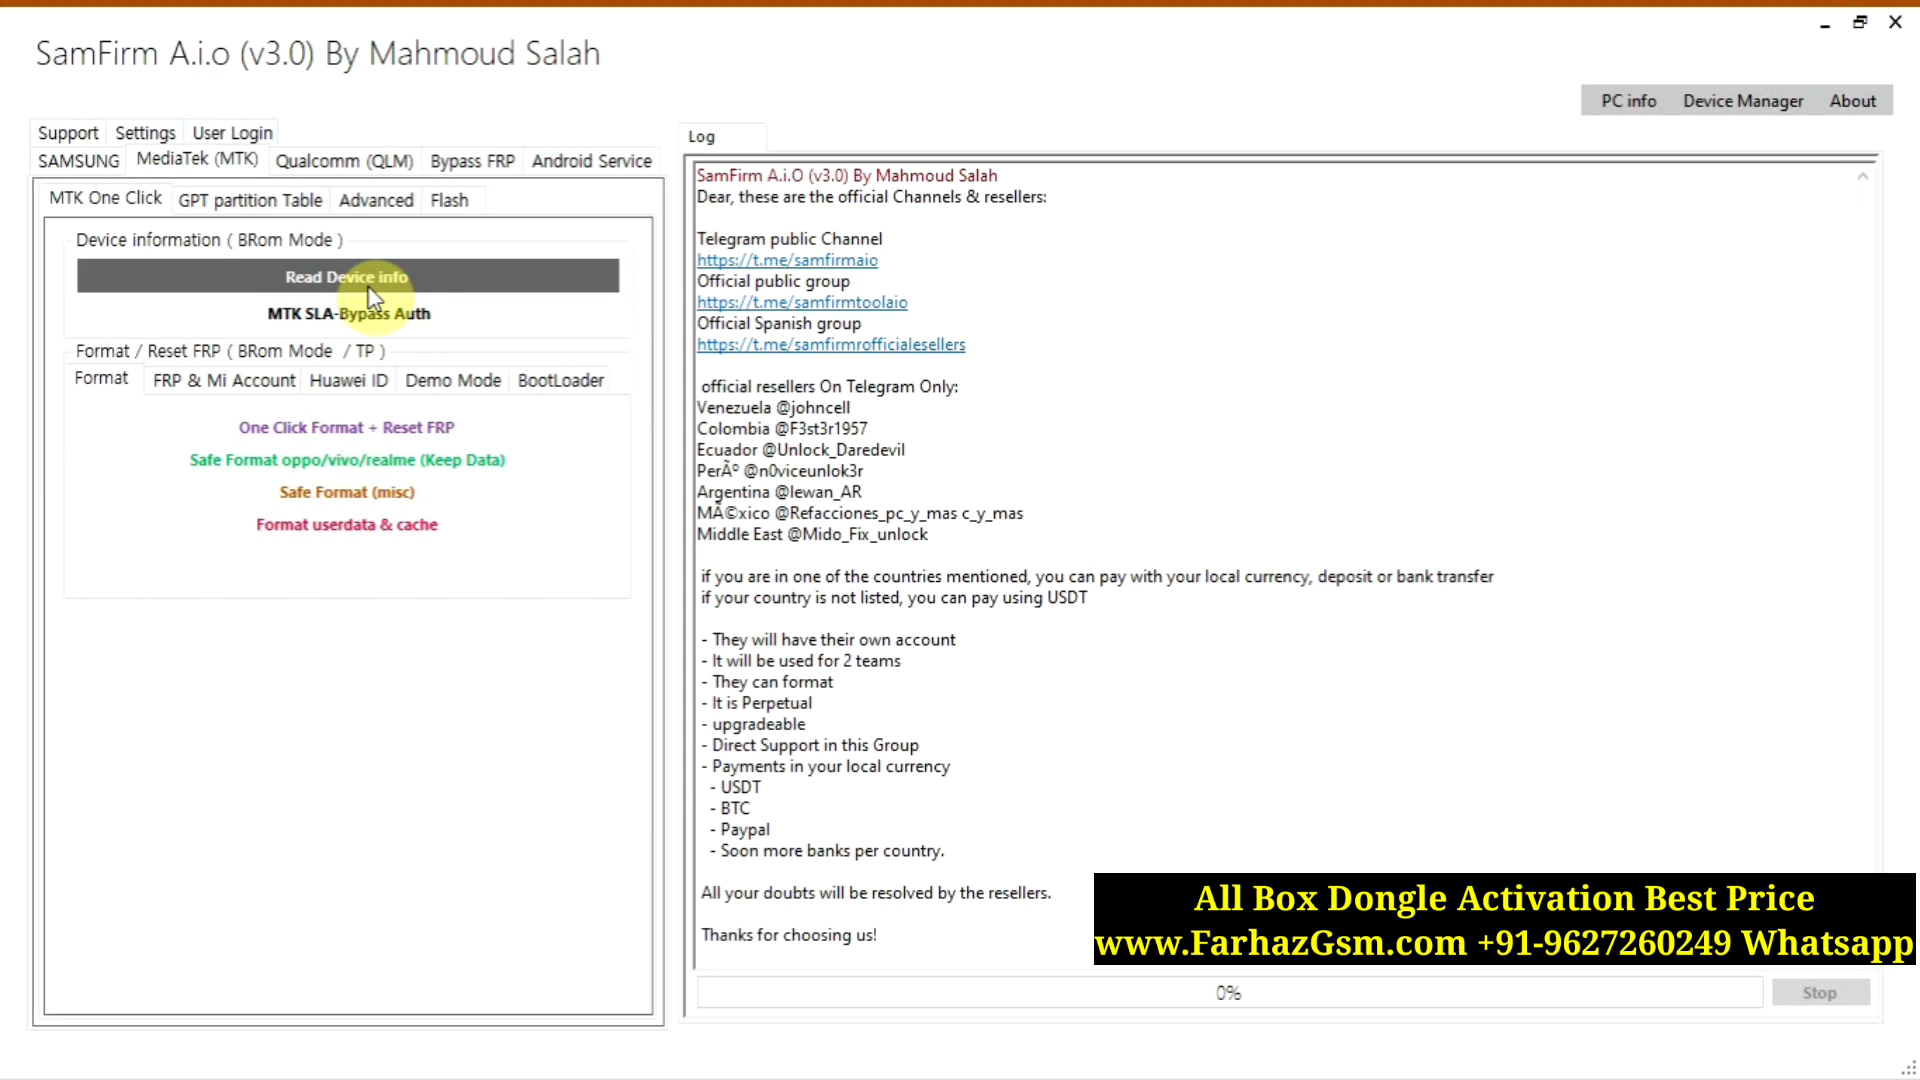 SamFirm A.i.o (v3.0) By Mahmoud Salah
PC info Device Manager About
Support Settings User Login
SAMSUNG MediaTek (MTK) Qualcomm (QLM) Bypass FRP Android Service
MTK One Click GPT partition Table Advanced Flash
Device information ( BRom Mode )
Read Device info
MTK SLA-Bypass Auth
Format / Reset FRP ( BRom Mode / TP )
Format FRP & Mi Account Huawei ID Demo Mode BootLoader
One Click Format + Reset FRP
Safe Format oppo/vivo/realme (Keep Data)
Safe Format (misc)
Format userdata & cache
Log
SamFirm A.i.O (v3.0) By Mahmoud Salah
Dear, these are the official Channels & resellers:
Telegram public Channel
https://t.me/samfirmaio
Official public group
https://t.me/samfirmtoolaio
Official Spanish group
https://t.me/samfirmrofficialesellers
official resellers On Telegram Only:
Venezuela @johncell
Colombia @F3st3r1957
Ecuador @Unlock_Daredevil
PerÃº @n0viceunlok3r
Argentina @lewan_AR
MÃ©xico @Refacciones_pc_y_mas c_y_mas
Middle East @Mido_Fix_unlock
if you are in one of the countries mentioned, you can pay with your local currency, deposit or bank transfer
if your country is not listed, you can pay using USDT
- They will have their own account
- It will be used for 2 teams
- They can format
- It is Perpetual
- upgradeable
- Direct Support in this Group
- Payments in your local currency
- USDT
- BTC
- Paypal
- Soon more banks per country.
All your doubts will be resolved by the resellers.
Thanks for choosing us!
All Box Dongle Activation Best Price
www.FarhazGsm.com +91-9627260249 Whatsapp
0%
Stop